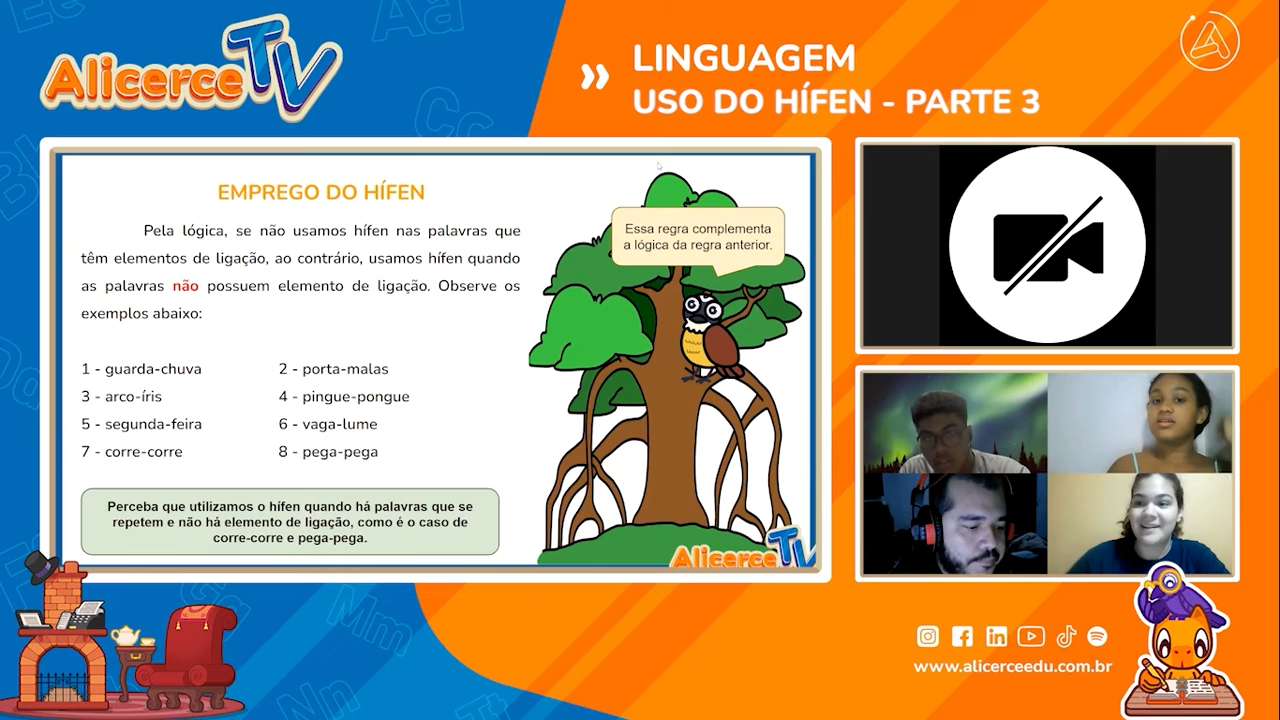 AlicerceTV
LINGUAGEM
USO DO HÍFEN - PARTE 3
EMPREGO DO HÍFEN
Pela lógica, se não usamos hífen nas palavras que
têm elementos de ligação, ao contrário, usamos hífen quando
as palavras não possuem elemento de ligação. Observe os
exemplos abaixo:
1 - guarda-chuva
2 - porta-malas
3 - arco-íris
4 - pingue-pongue
5 - segunda-feira
6 - vaga-lume
7 - corre-corre
8 - pega-pega
Perceba que utilizamos o hífen quando há palavras que se
repetem e não há elemento de ligação, como é o caso de
corre-corre e pega-pega.
Essa regra complementa
a lógica da regra anterior.
AlicerceTV
www.alicerceedu.com.br